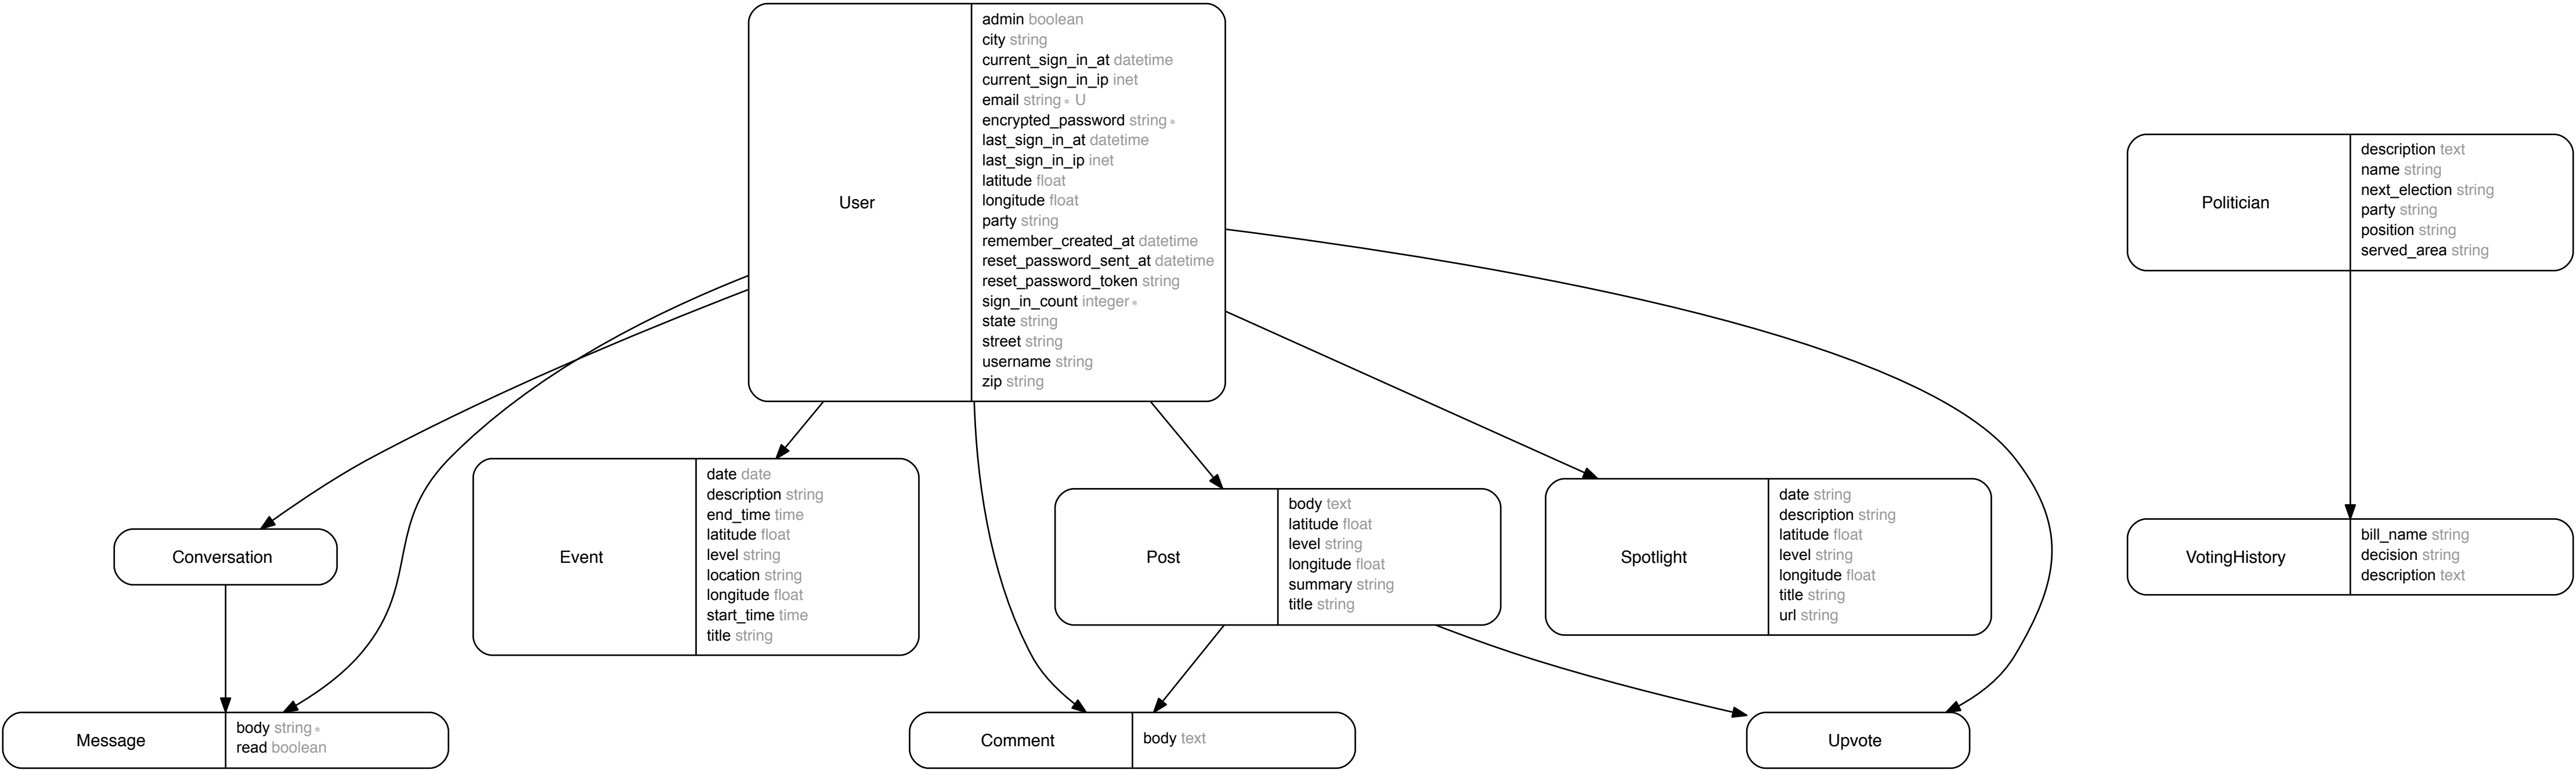 User
admin boolean
city string
current_sign_in_at datetime
current_sign_in_ip inet
email string * U
encrypted_password string *
last_sign_in_at datetime
last_sign_in_ip inet
latitude float
longitude float
party string
remember_created_at datetime
reset_password_sent_at datetime
reset_password_token string
sign_in_count integer *
state string
street string
username string
zip string
Politician
description text
name string
next_election string
party string
position string
served_area string
Conversation
Event
date date
description string
end_time time
latitude float
level string
location string
longitude float
start_time time
title string
Post
body text
latitude float
level string
longitude float
summary string
title string
Spotlight
date string
description string
latitude float
level string
longitude float
title string
url string
VotingHistory
bill_name string
decision string
description text
Message
body string *
read boolean
Comment
body text
Upvote